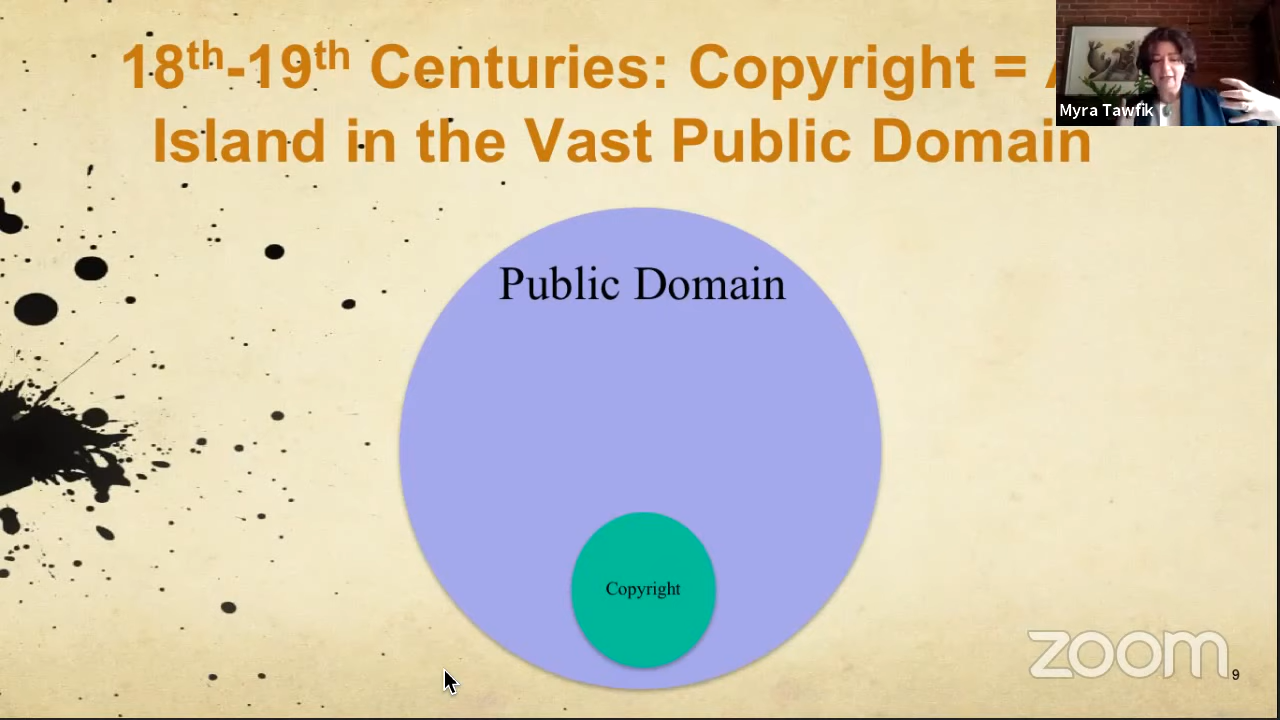 18th-19th Centuries: Copyright =
Island in the Vast Public Domain
Myra Tawfik
Public Domain
Copyright
zoom
9